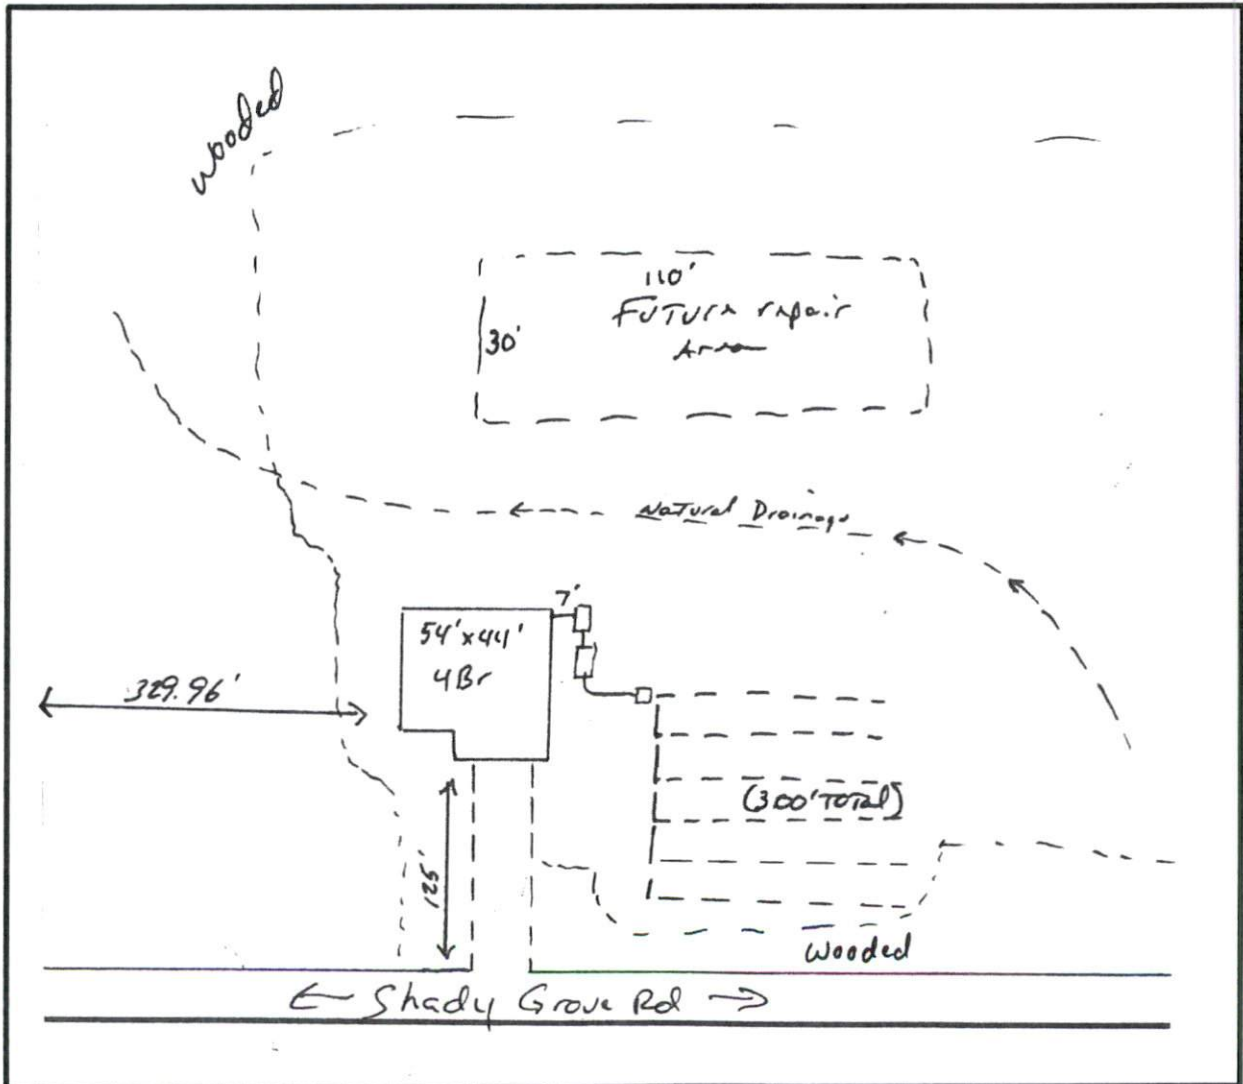 wooded
110'
Future repair
30'
Area
Natural Drainage
7'
54'x44'
4Br
329.96'
(300' Total)
125'
wooded
← Shady Grove Rd →